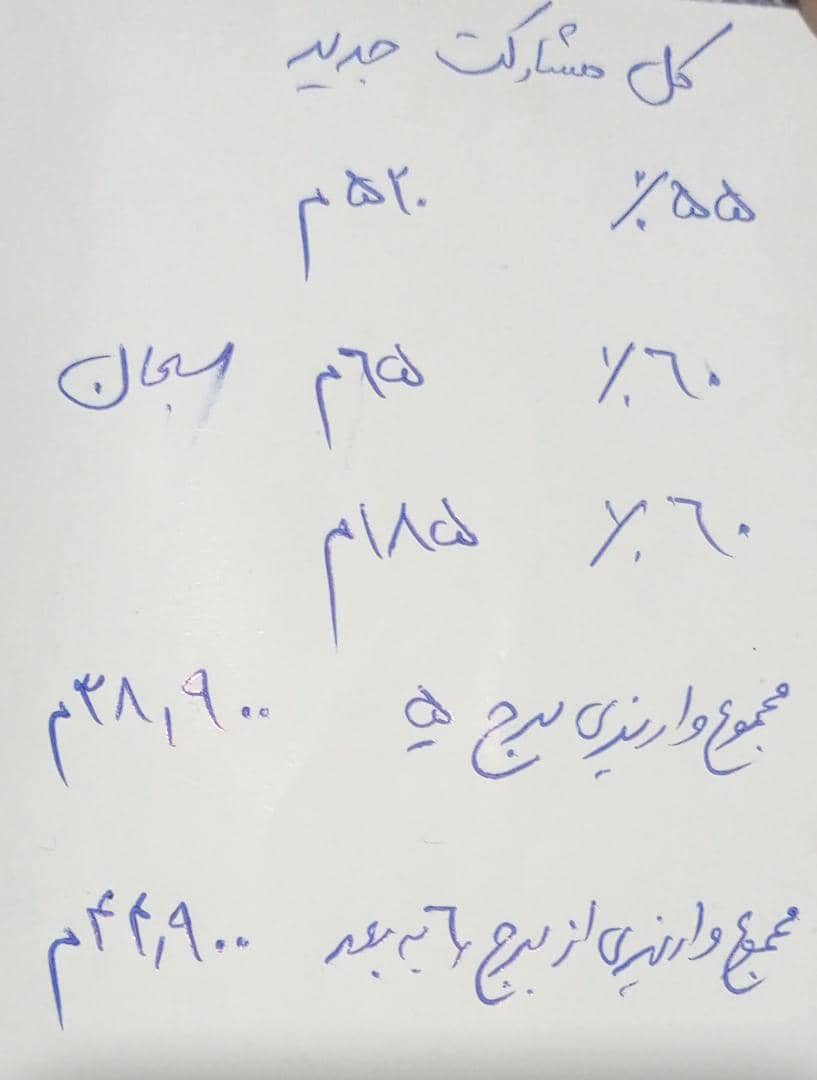 کل مشارکت جدید
٪۵۵ ۵۲۰م
٪۶۰ ۶۵م
٪۶۰ ۱۸۵م
مجموع واریزی برج ۵ ۳۸,۹۰۰م
مجموع واریزی از برج ۶ به بعد ۴۴,۹۰۰م